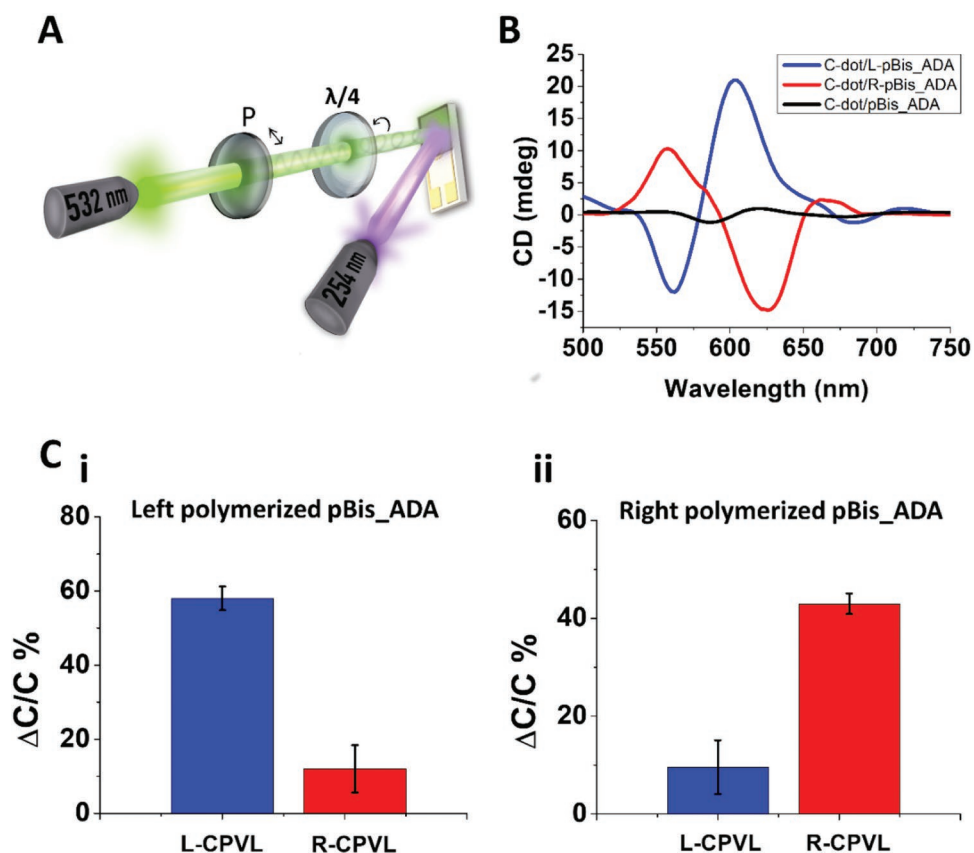 A
P
λ/4
532 nm
254 nm
B
C-dot/L-pBis_ADA
C-dot/R-pBis_ADA
C-dot/pBis_ADA
CD (mdeg)
25
20
15
10
5
0
-5
-10
-15
500 550 600 650 700 750
Wavelength (nm)
C i
Left polymerized pBis_ADA
ΔC/C %
80
60
40
20
0
L-CPVL R-CPVL
ii
Right polymerized pBis_ADA
ΔC/C %
60
40
20
0
L-CPVL R-CPVL